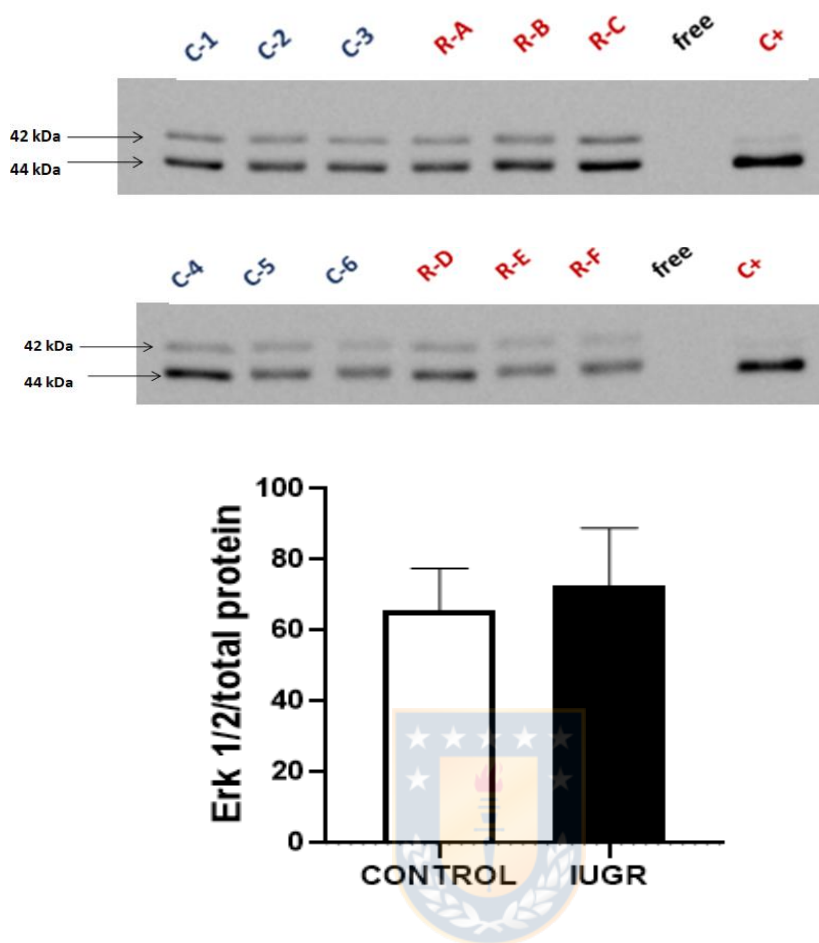 C-1 C-2 C-3 R-A R-B R-C free C+
42 kDa
44 kDa
C-4 C-5 C-6 R-D R-E R-F free C+
42 kDa
44 kDa
Erk 1/2/total protein
100
80
60
40
20
0
CONTROL IUGR